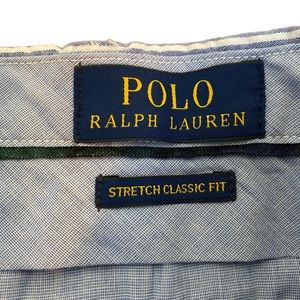 POLO
RALPH LAUREN
STRETCH CLASSIC FIT